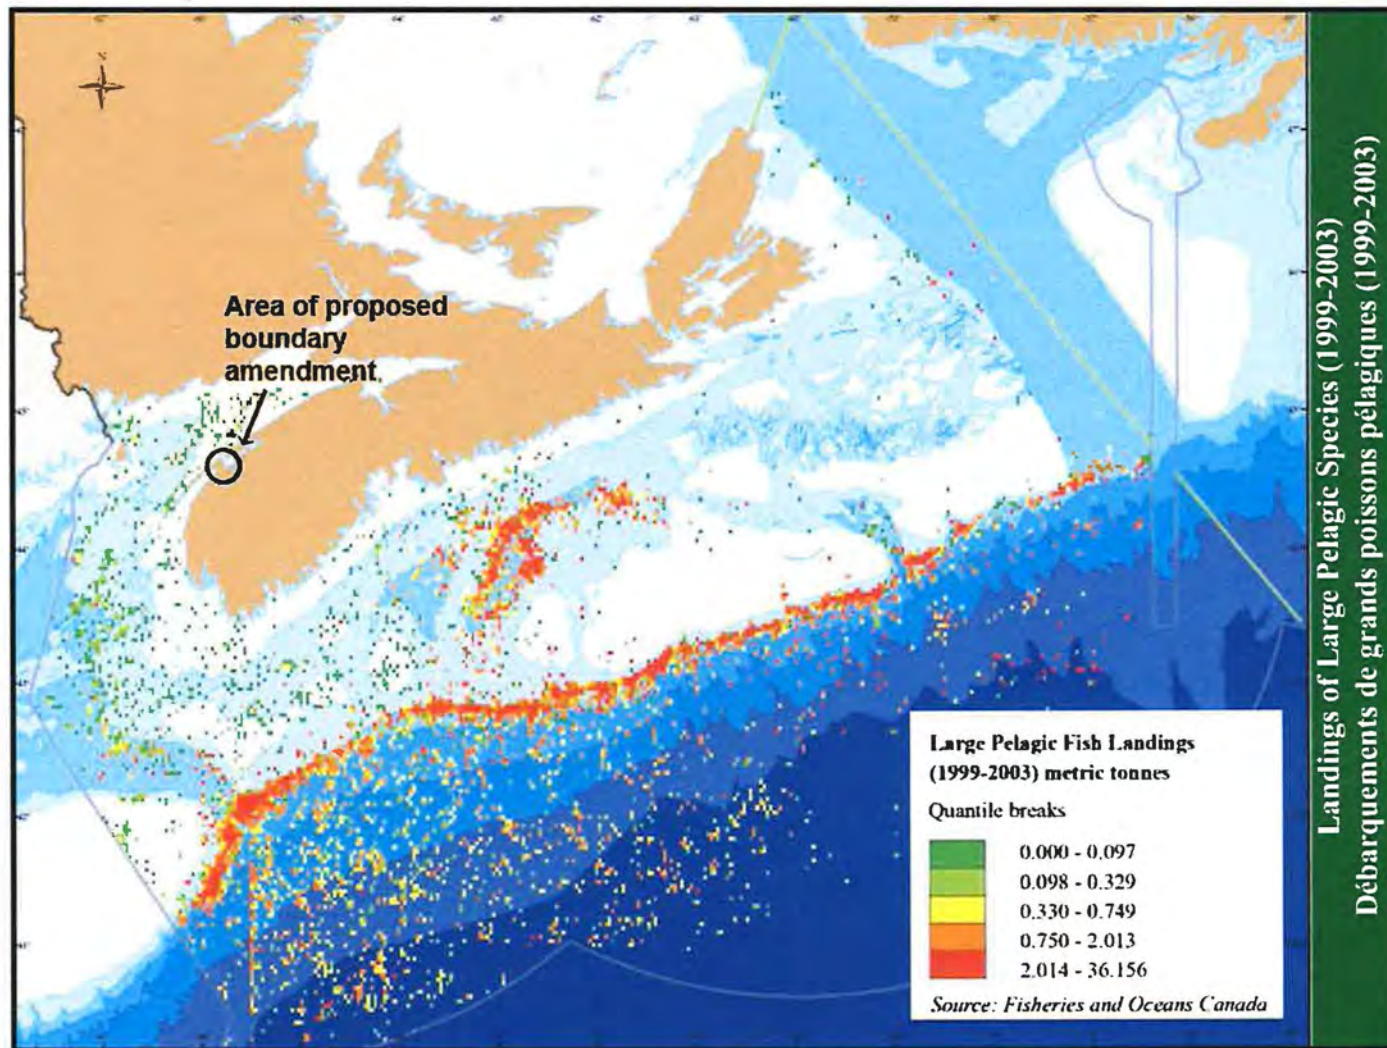 N
Area of proposed
boundary
amendment
Large Pelagic Fish Landings
(1999-2003) metric tonnes
Quantile breaks
0.000 - 0.097
0.098 - 0.329
0.330 - 0.749
0.750 - 2.013
2.014 - 36.156
Source: Fisheries and Oceans Canada
Landings of Large Pelagic Species (1999-2003)
Débarquements de grands poissons pélagiques (1999-2003)